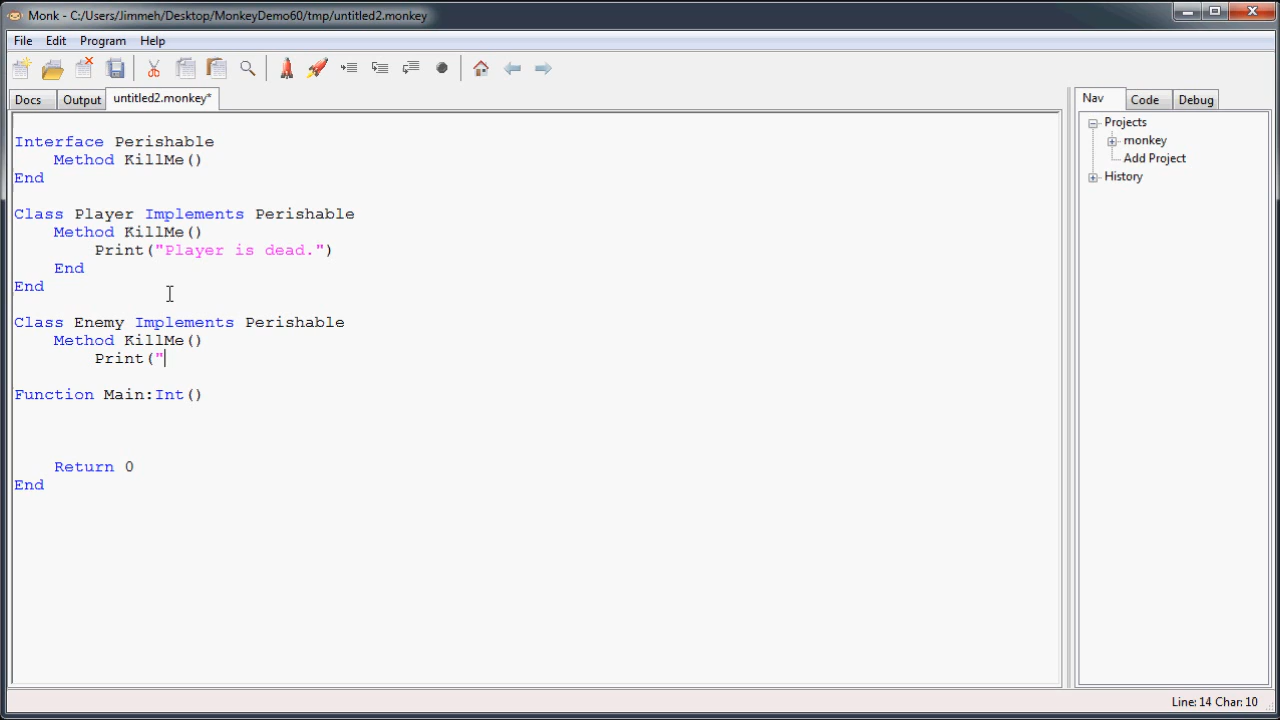 Monk - C:/Users/Jimmeh/Desktop/MonkeyDemo60/tmp/untitled2.monkey
File Edit Program Help
Docs Output untitled2.monkey*
Nav Code Debug
Interface Perishable
    Method KillMe()
End
Class Player Implements Perishable
    Method KillMe()
        Print("Player is dead.")
    End
End
Class Enemy Implements Perishable
    Method KillMe()
        Print("
Function Main:Int()
    Return 0
End
Projects
monkey
Add Project
History
Line: 14 Char: 10